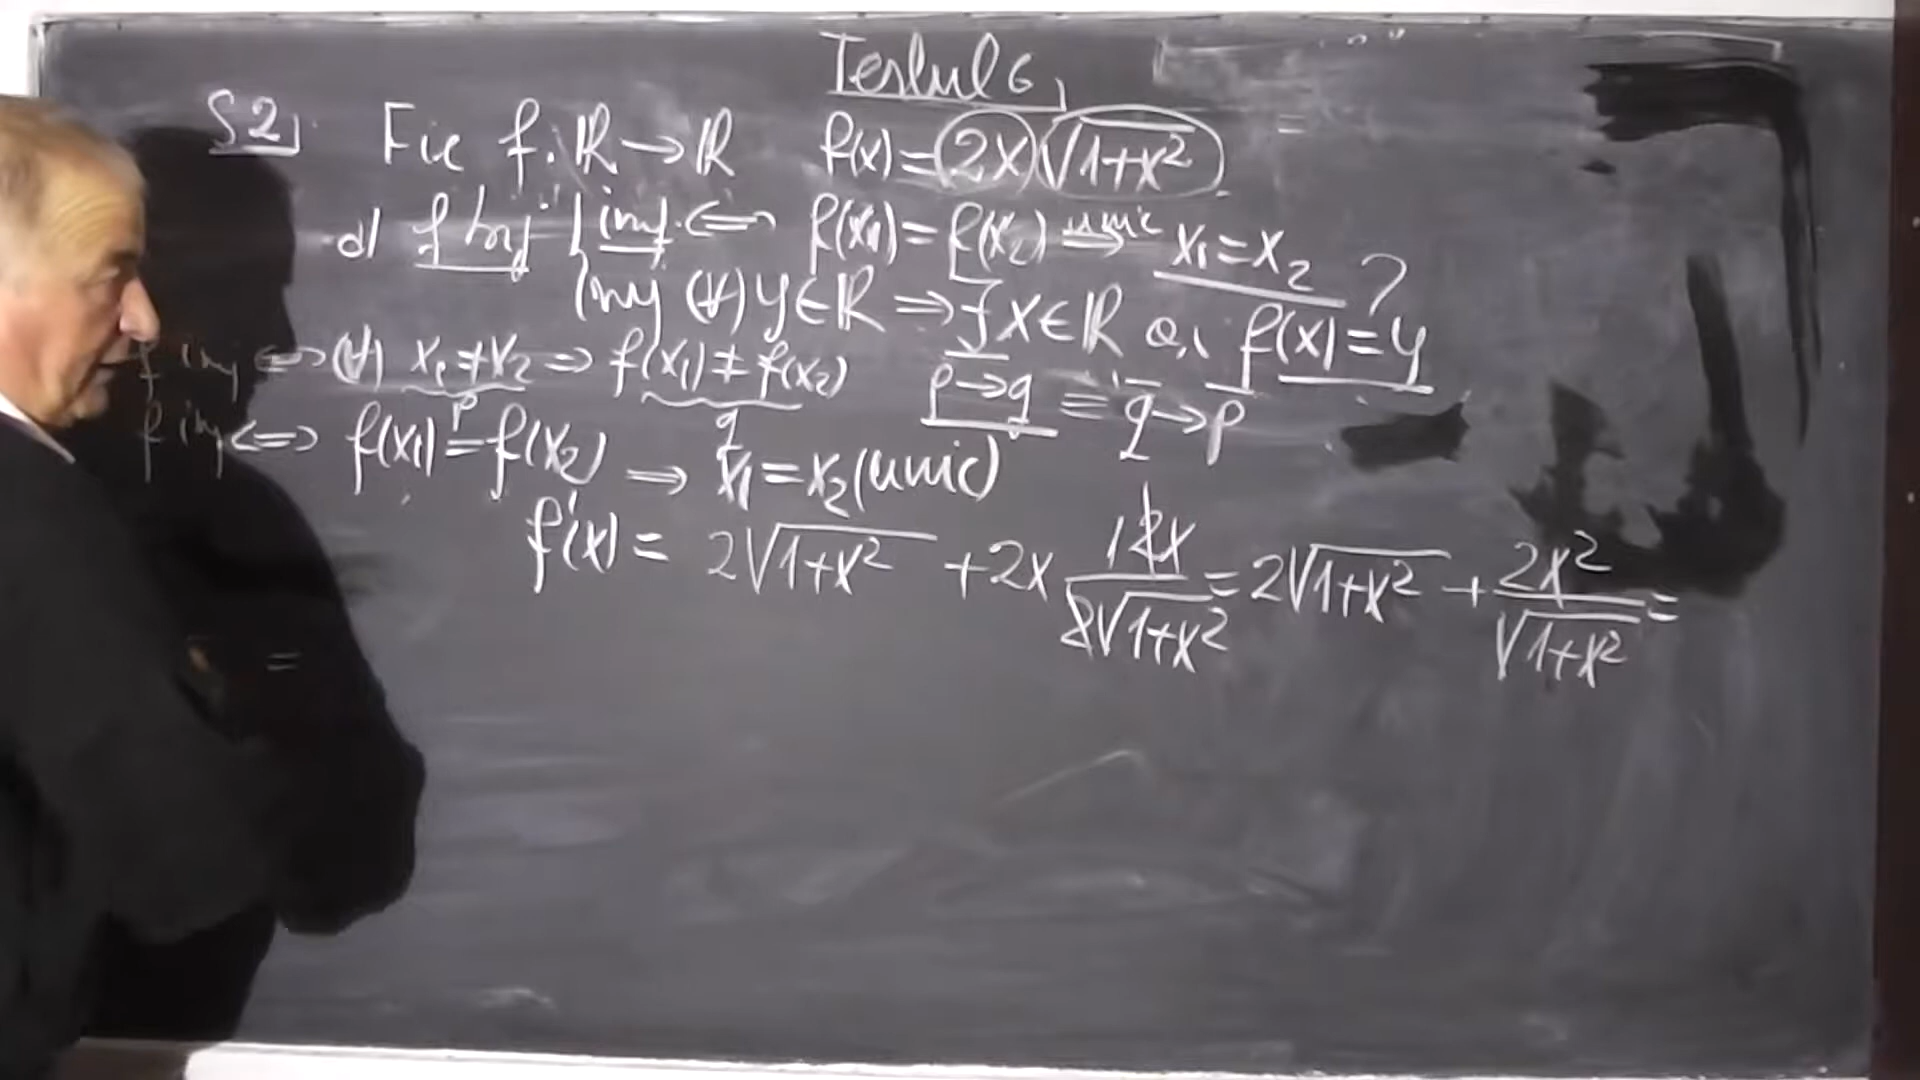 Testul 6,
S2, Fie f: ℝ→ℝ f(x)=2x√1+x²
d) f bij { inj. ⟺ f(x₁)=f(x₂) ⟹ unic x₁=x₂ ?
surj (∀) y∈ℝ ⟹ ∃ x∈ℝ a,î f(x)=y
f inj ⟺ (∀) x₁≠x₂ ⟹ f(x₁)≠f(x₂) p→q ≡ q̅→p̅
p q
f inj ⟺ f(x₁)=f(x₂) ⟹ x₁=x₂ (unic)
f'(x)= 2√1+x² + 2x 1·2x/2√1+x² = 2√1+x² + 2x²/√1+x² =